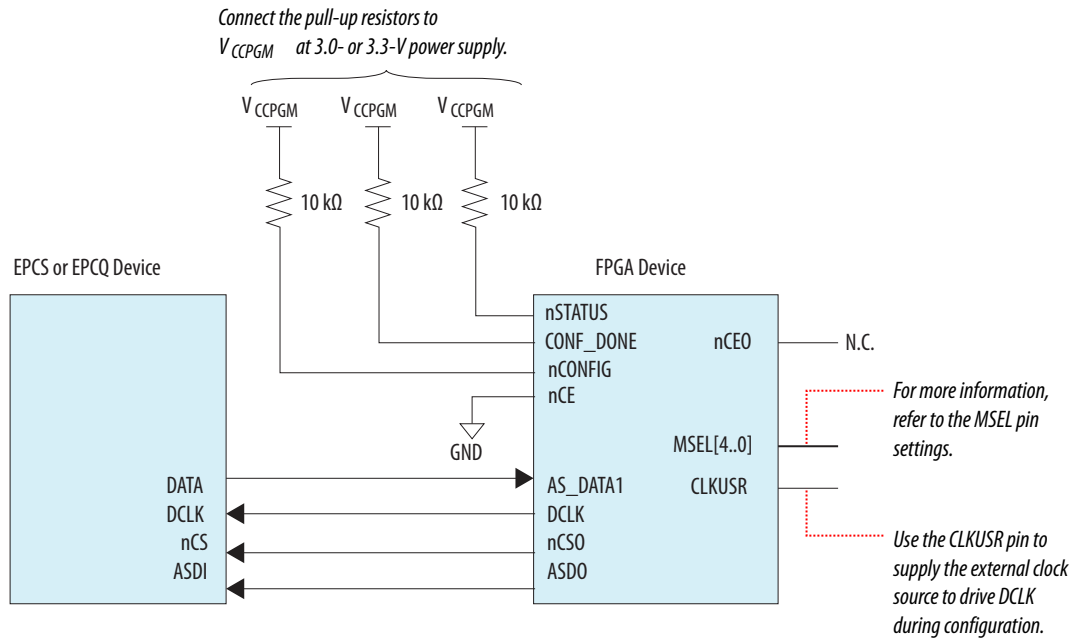 Connect the pull-up resistors to
V CCPGM at 3.0- or 3.3-V power supply.
V CCPGM V CCPGM V CCPGM
10 kΩ 10 kΩ 10 kΩ
EPCS or EPCQ Device
FPGA Device
nSTATUS
CONF_DONE
nCEO
N.C.
nCONFIG
nCE
GND
For more information,
refer to the MSEL pin
settings.
MSEL[4..0]
CLKUSR
DATA
DCLK
nCS
ASDI
AS_DATA1
DCLK
nCSO
ASDO
Use the CLKUSR pin to
supply the external clock
source to drive DCLK
during configuration.